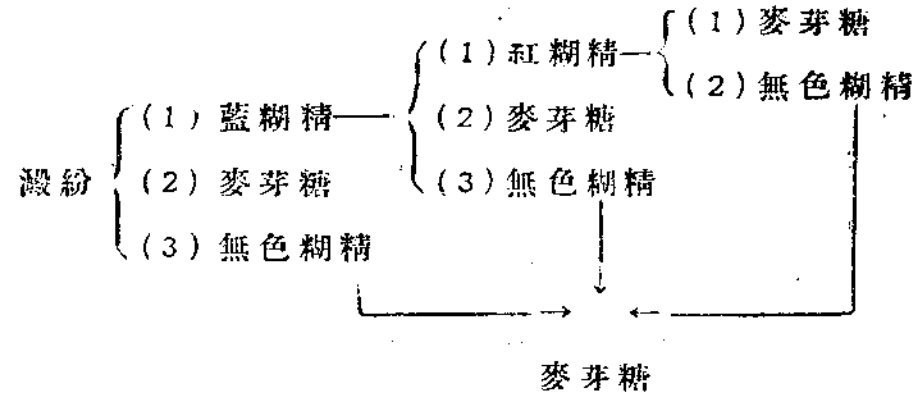 (1)麥芽糖
(1)紅糊精
(2)無色糊精
(1)藍糊精
(2)麥芽糖
澱紛
(2)麥芽糖
(3)無色糊精
(3)無色糊精
麥芽糖